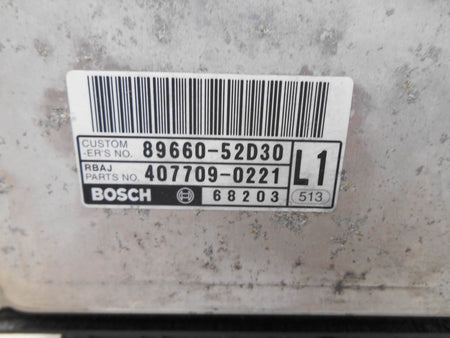 CUSTOM
-ER'S NO. 89660-52D30
RBAJ
PARTS NO. 407709-0221
L1
BOSCH 68203 513